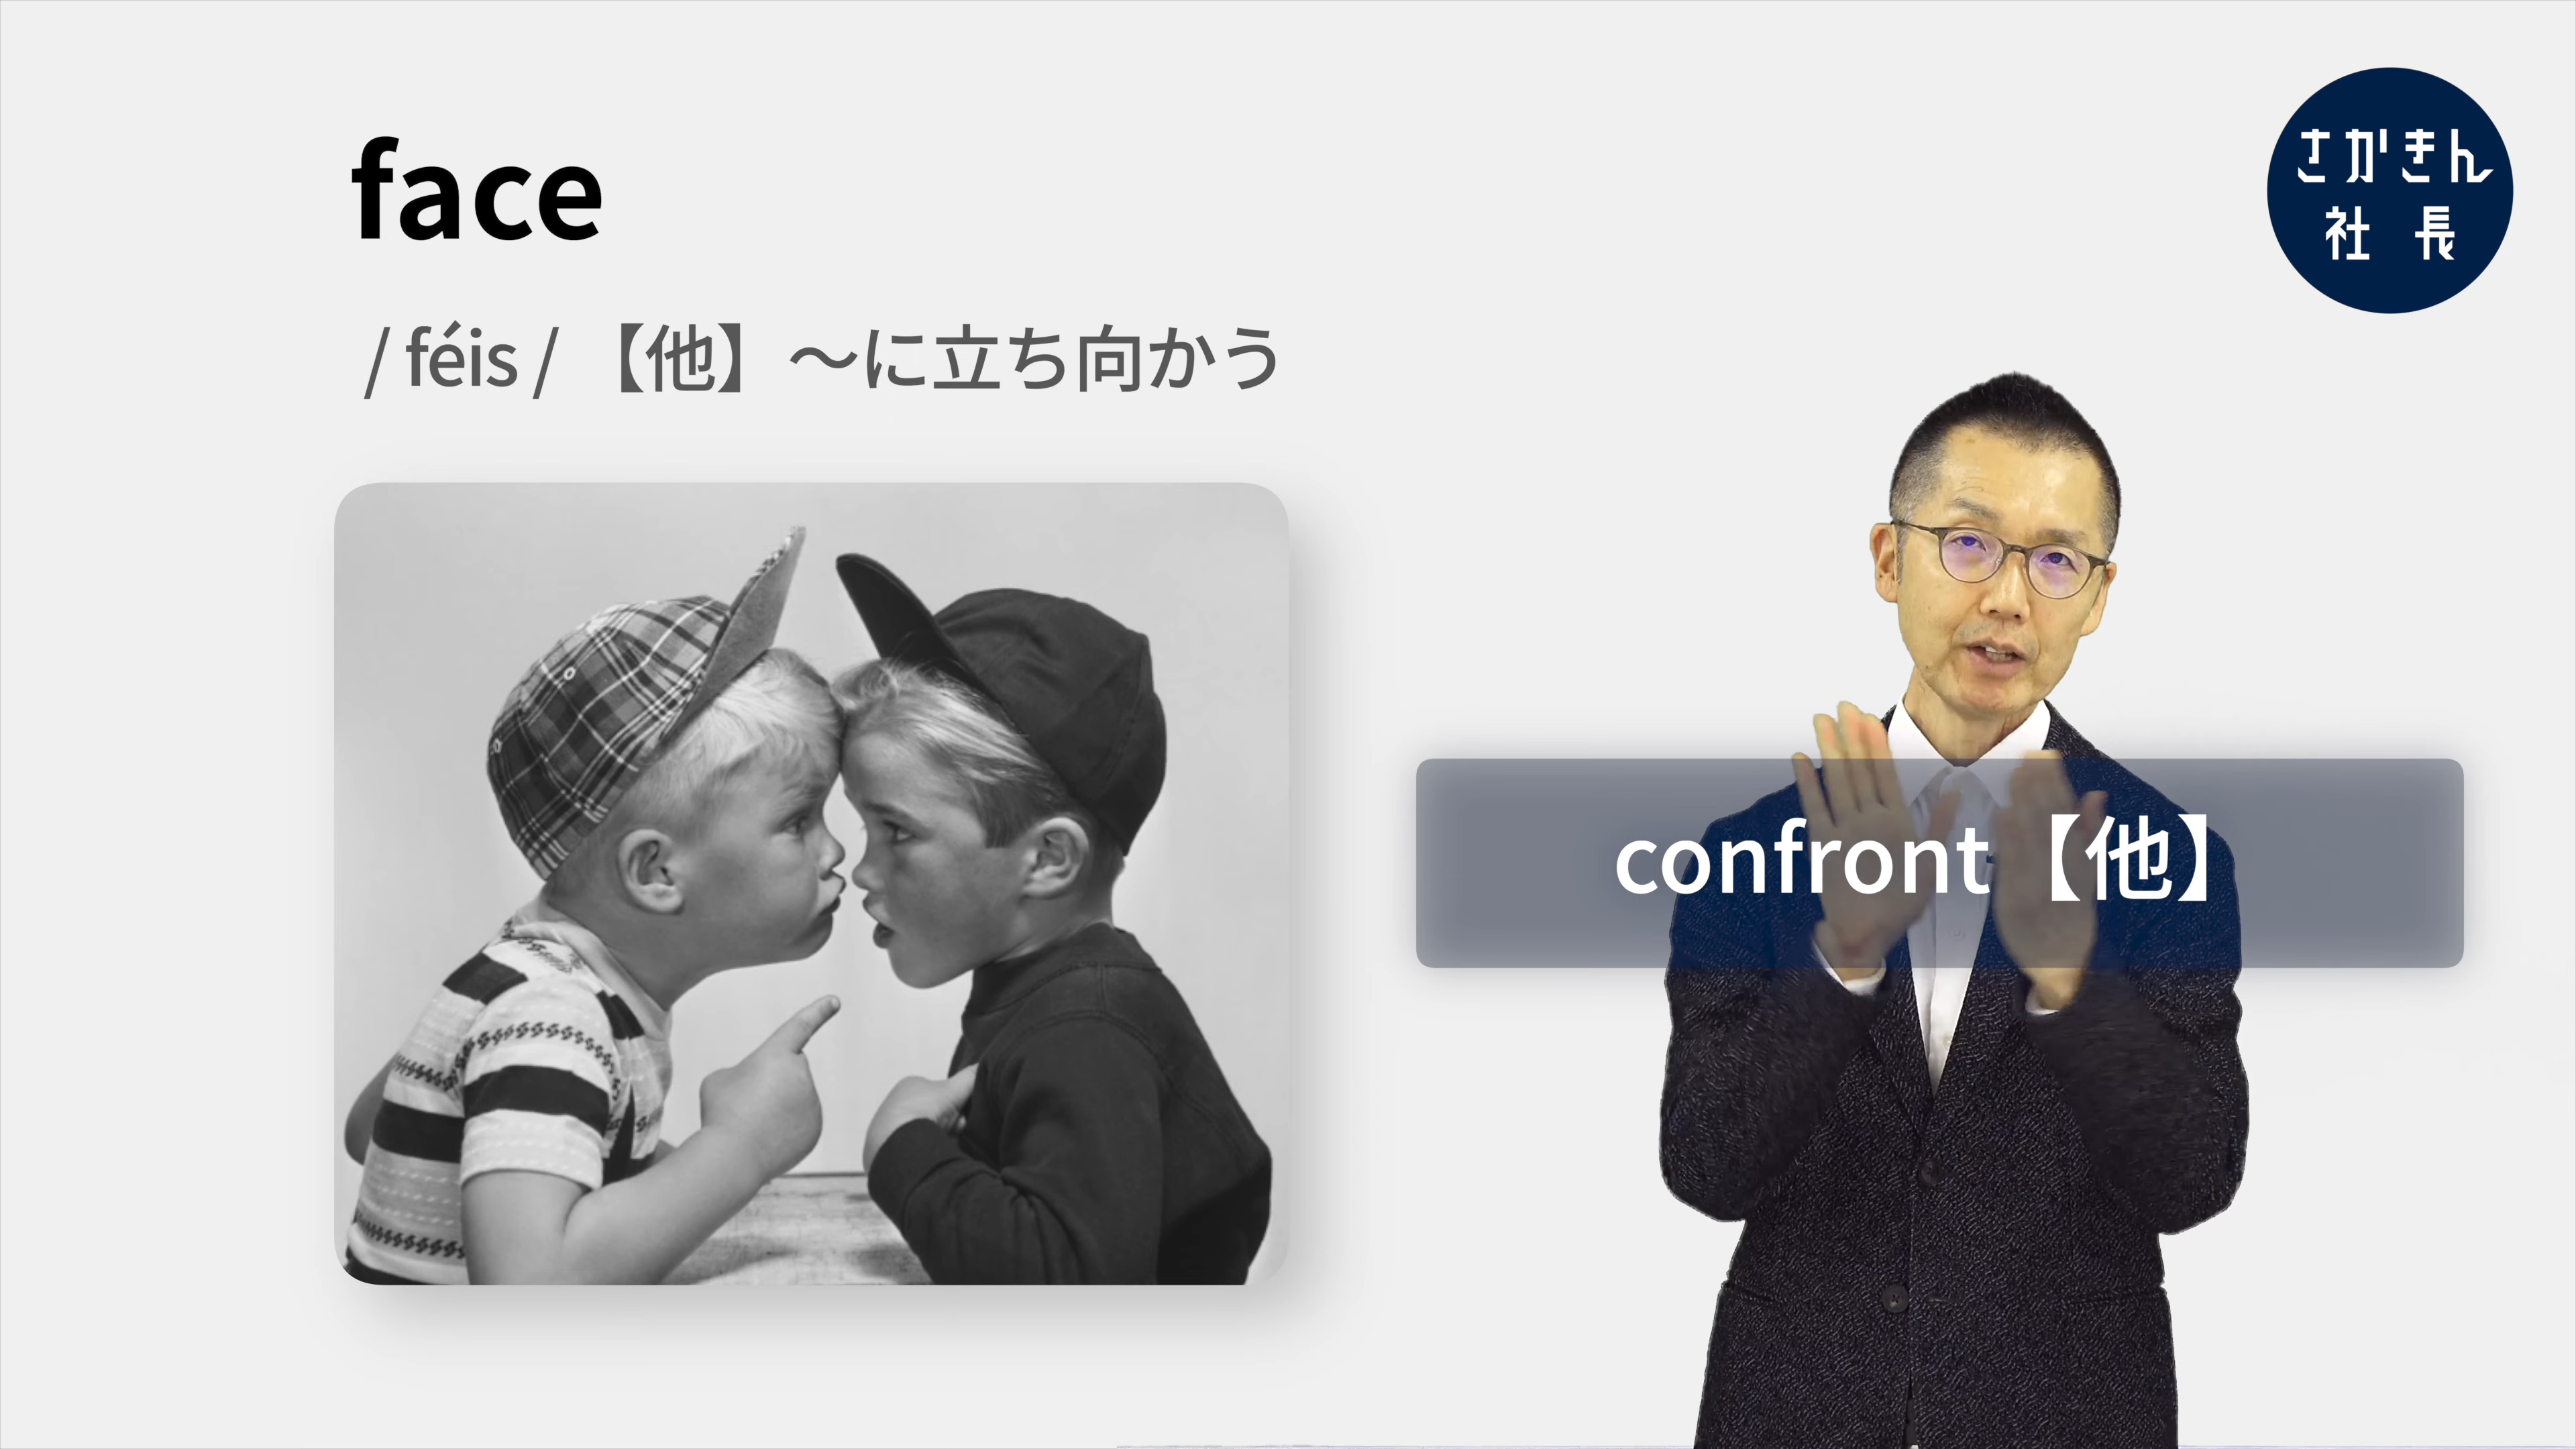 face
/ féis / 【他】 〜に立ち向かう
さかきん
社長
confront【他】